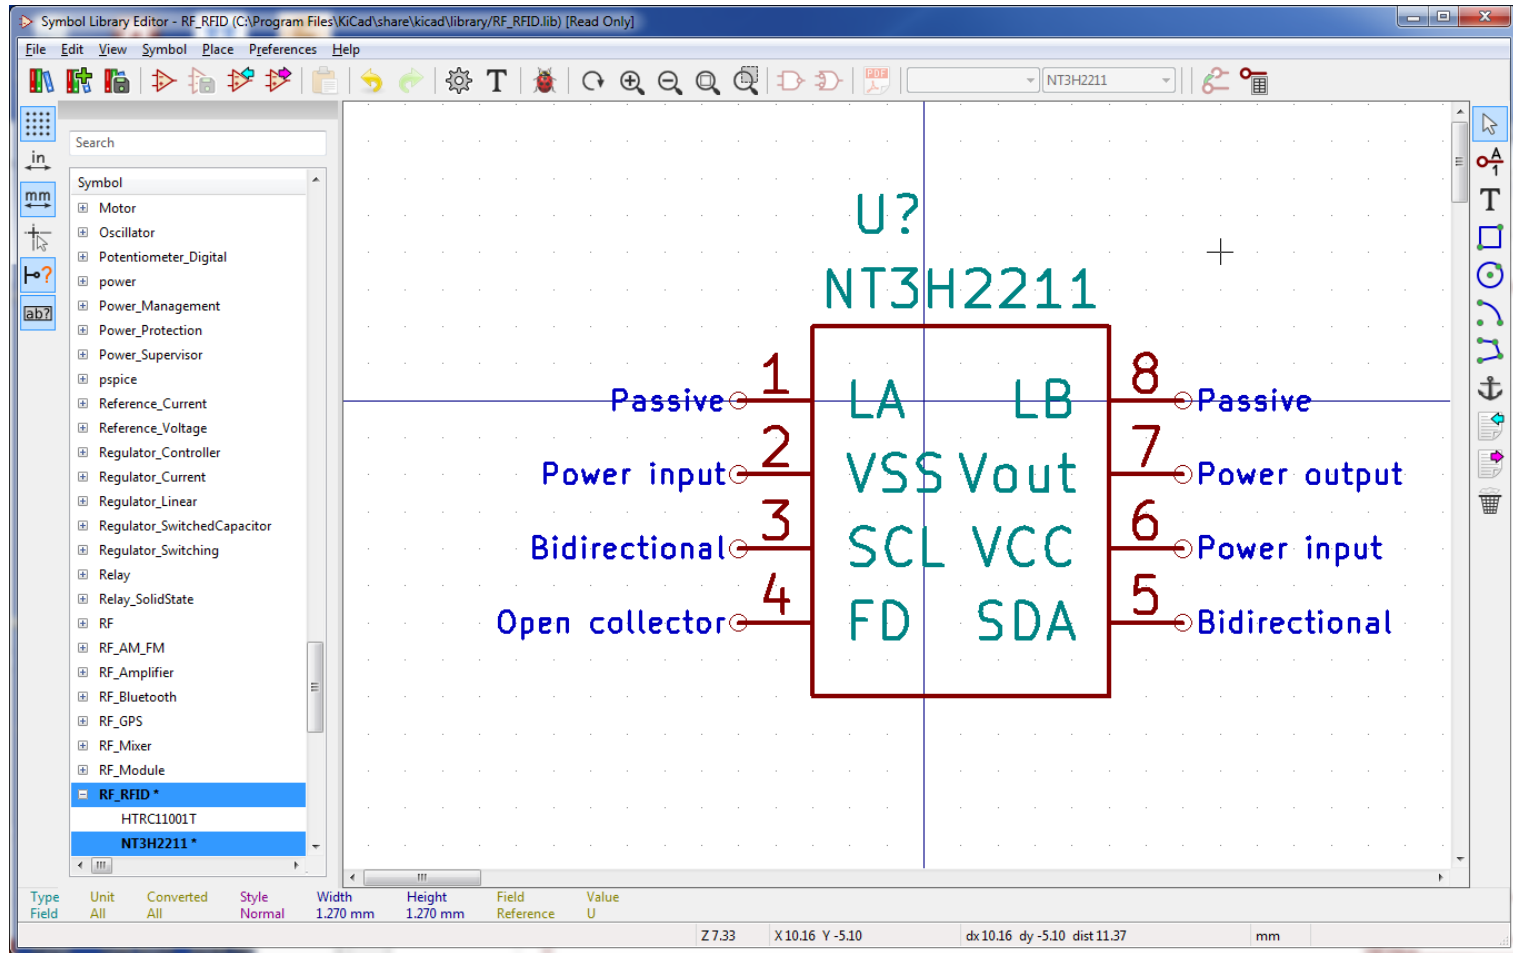 Symbol Library Editor - RF_RFID (C:\Program Files\KiCad\share\kicad\library/RF_RFID.lib) [Read Only]
File Edit View Symbol Place Preferences Help
T PDF NT3H2211
in
mm
ab?
Search
Symbol
Motor
Oscillator
Potentiometer_Digital
power
Power_Management
Power_Protection
Power_Supervisor
pspice
Reference_Current
Reference_Voltage
Regulator_Controller
Regulator_Current
Regulator_Linear
Regulator_SwitchedCapacitor
Regulator_Switching
Relay
Relay_SolidState
RF
RF_AM_FM
RF_Amplifier
RF_Bluetooth
RF_GPS
RF_Mixer
RF_Module
RF_RFID *
HTRC11001T
NT3H2211 *
U?
NT3H2211
Passive 1 LA LB 8 Passive
Power input 2 VSS Vout 7 Power output
Bidirectional 3 SCL VCC 6 Power input
Open collector 4 FD SDA 5 Bidirectional
A
1
T
Type Unit Converted Style Width Height Field Value
Field All All Normal 1.270 mm 1.270 mm Reference U
Z 7.33 X 10.16 Y -5.10 dx 10.16 dy -5.10 dist 11.37 mm